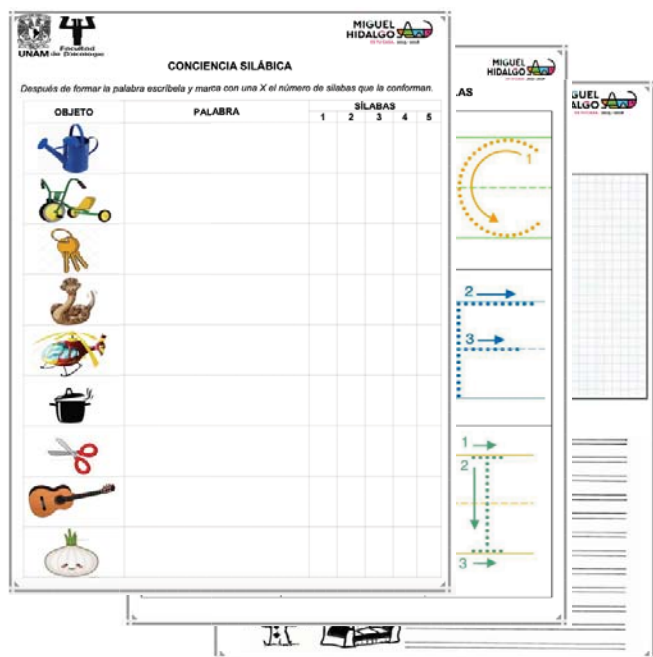 UNAM
Facultad
de Psicología
MIGUEL
HIDALGO
CONCIENCIA SILÁBICA
Después de formar la palabra escríbela y marca con una X el número de sílabas que la conforman.
OBJETO PALABRA SÍLABAS
1 2 3 4 5
MIGUEL
HIDALGO
AS
1
2
3
1
2
3
GUEL
ALGO